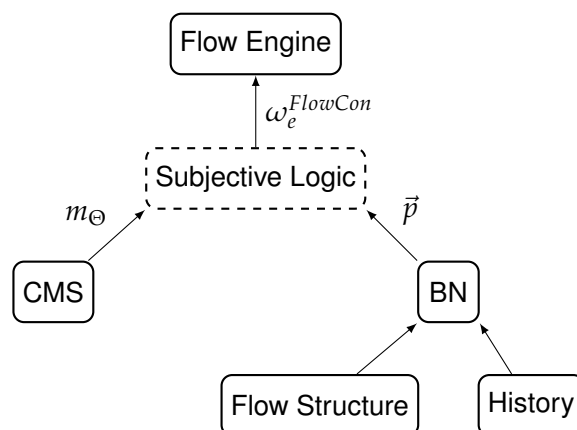 Flow Engine
ω_e^{FlowCon}
Subjective Logic
m_Θ
p⃗
CMS
BN
Flow Structure
History